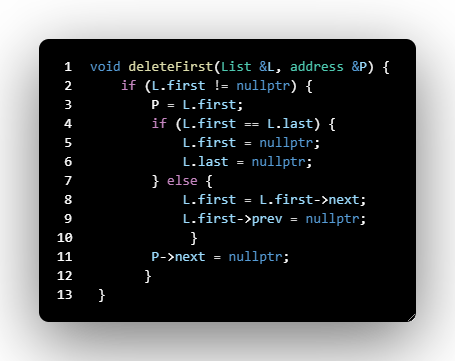 1 void deleteFirst(List &L, address &P) {
2     if (L.first != nullptr) {
3         P = L.first;
4         if (L.first == L.last) {
5             L.first = nullptr;
6             L.last = nullptr;
7         } else {
8             L.first = L.first->next;
9             L.first->prev = nullptr;
10             }
11         P->next = nullptr;
12        }
13  }